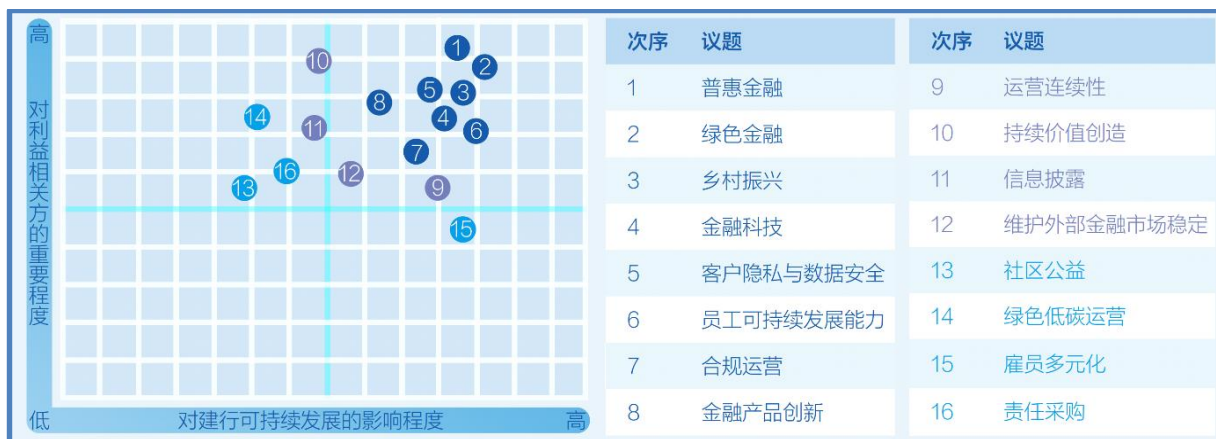 高
对利益相关方的重要程度
低
对建行可持续发展的影响程度
高
10
1
2
5
3
8
14
4
11
6
7
16
12
13
9
15
次序 议题
1 普惠金融
2 绿色金融
3 乡村振兴
4 金融科技
5 客户隐私与数据安全
6 员工可持续发展能力
7 合规运营
8 金融产品创新
次序 议题
9 运营连续性
10 持续价值创造
11 信息披露
12 维护外部金融市场稳定
13 社区公益
14 绿色低碳运营
15 雇员多元化
16 责任采购